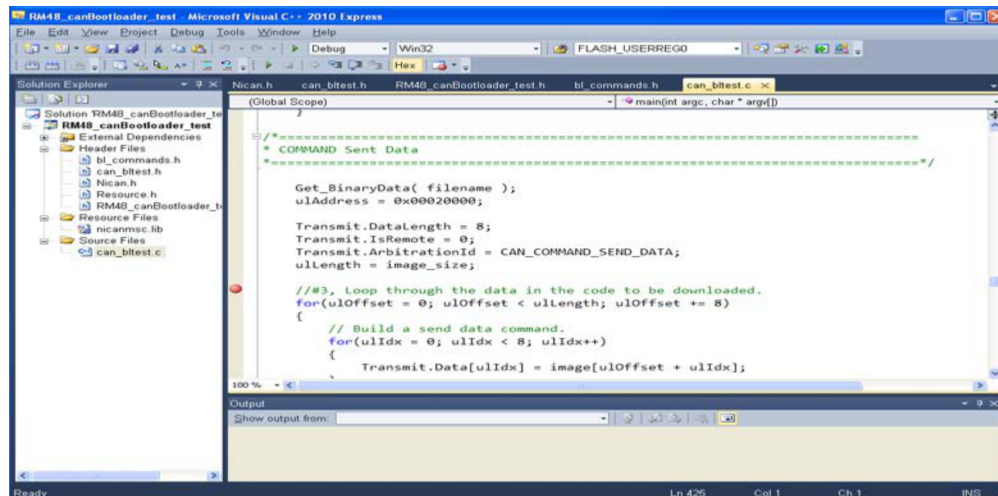 RM48_canBootloader_test - Microsoft Visual C++ 2010 Express
File Edit View Project Debug Tools Window Help
Debug Win32 FLASH_USERREG0
Hex
Solution Explorer
Nican.h can_bltest.h RM48_canBootloader_test.h bl_commands.h can_bltest.c
(Global Scope) main(int argc, char * argv[])
Solution 'RM48_canBootloader_te
RM48_canBootloader_test
External Dependencies
Header Files
bl_commands.h
can_bltest.h
Nican.h
Resource.h
RM48_canBootloader_t
Resource Files
nicanmsc.lib
Source Files
can_bltest.c
}
/*=============================================================================
* COMMAND Sent Data
*=============================================================================*/
Get_BinaryData( filename );
ulAddress = 0x00020000;
Transmit.DataLength = 8;
Transmit.IsRemote = 0;
Transmit.ArbitrationId = CAN_COMMAND_SEND_DATA;
ulLength = image_size;
//#3, Loop through the data in the code to be downloaded.
for(ulOffset = 0; ulOffset < ulLength; ulOffset += 8)
{
// Build a send data command.
for(ulIdx = 0; ulIdx < 8; ulIdx++)
{
Transmit.Data[ulIdx] = image[ulOffset + ulIdx];
100 %
Output
Show output from:
Ready Ln 426 Col 1 Ch 1 INS